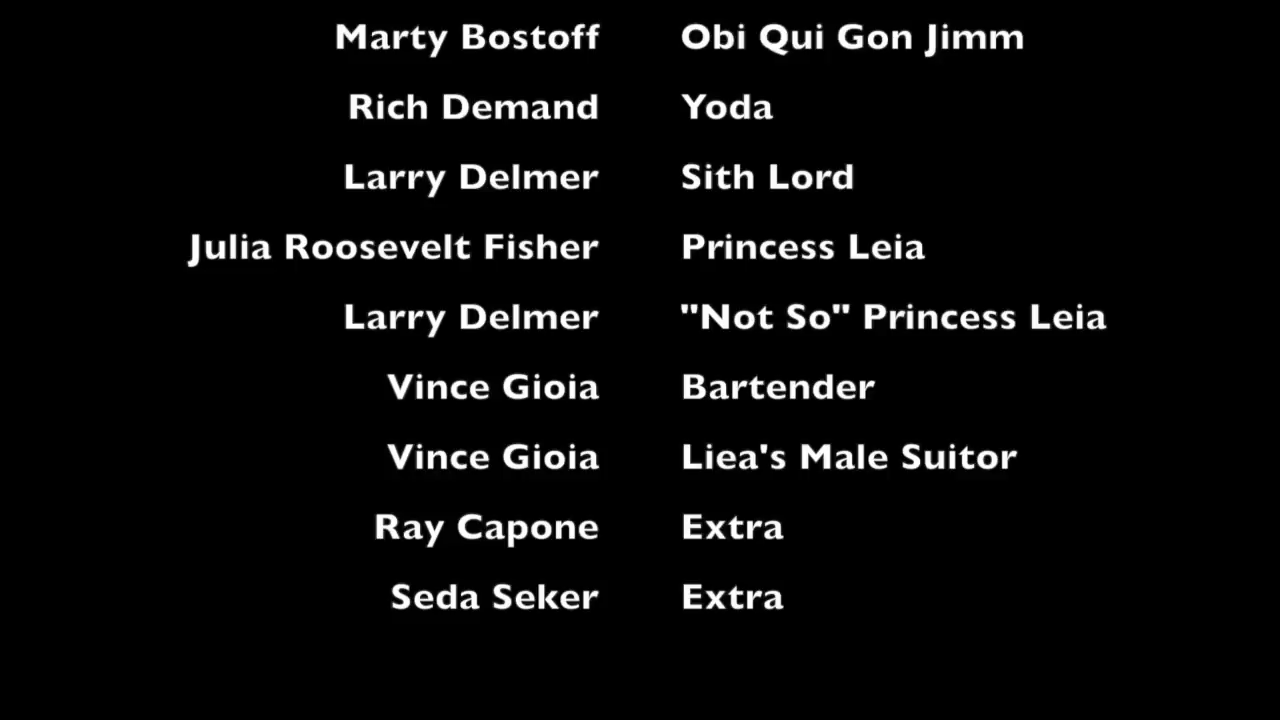 Marty Bostoff Obi Qui Gon Jimm
Rich Demand Yoda
Larry Delmer Sith Lord
Julia Roosevelt Fisher Princess Leia
Larry Delmer "Not So" Princess Leia
Vince Gioia Bartender
Vince Gioia Liea's Male Suitor
Ray Capone Extra
Seda Seker Extra